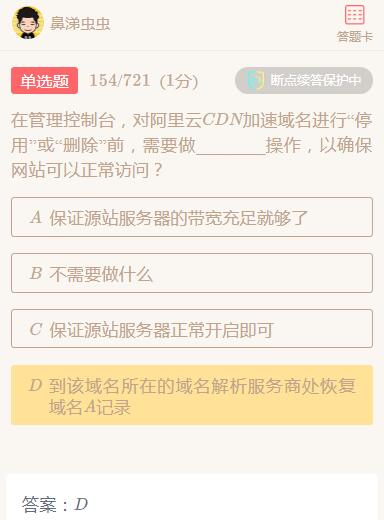 鼻涕虫虫
答题卡
单选题 154/721 (1分) 断点续答保护中
在管理控制台，对阿里云CDN加速域名进行“停
用”或“删除”前，需要做________操作，以确保
网站可以正常访问？
A 保证源站服务器的带宽充足就够了
B 不需要做什么
C 保证源站服务器正常开启即可
D 到该域名所在的域名解析服务商处恢复
域名A记录
答案：D